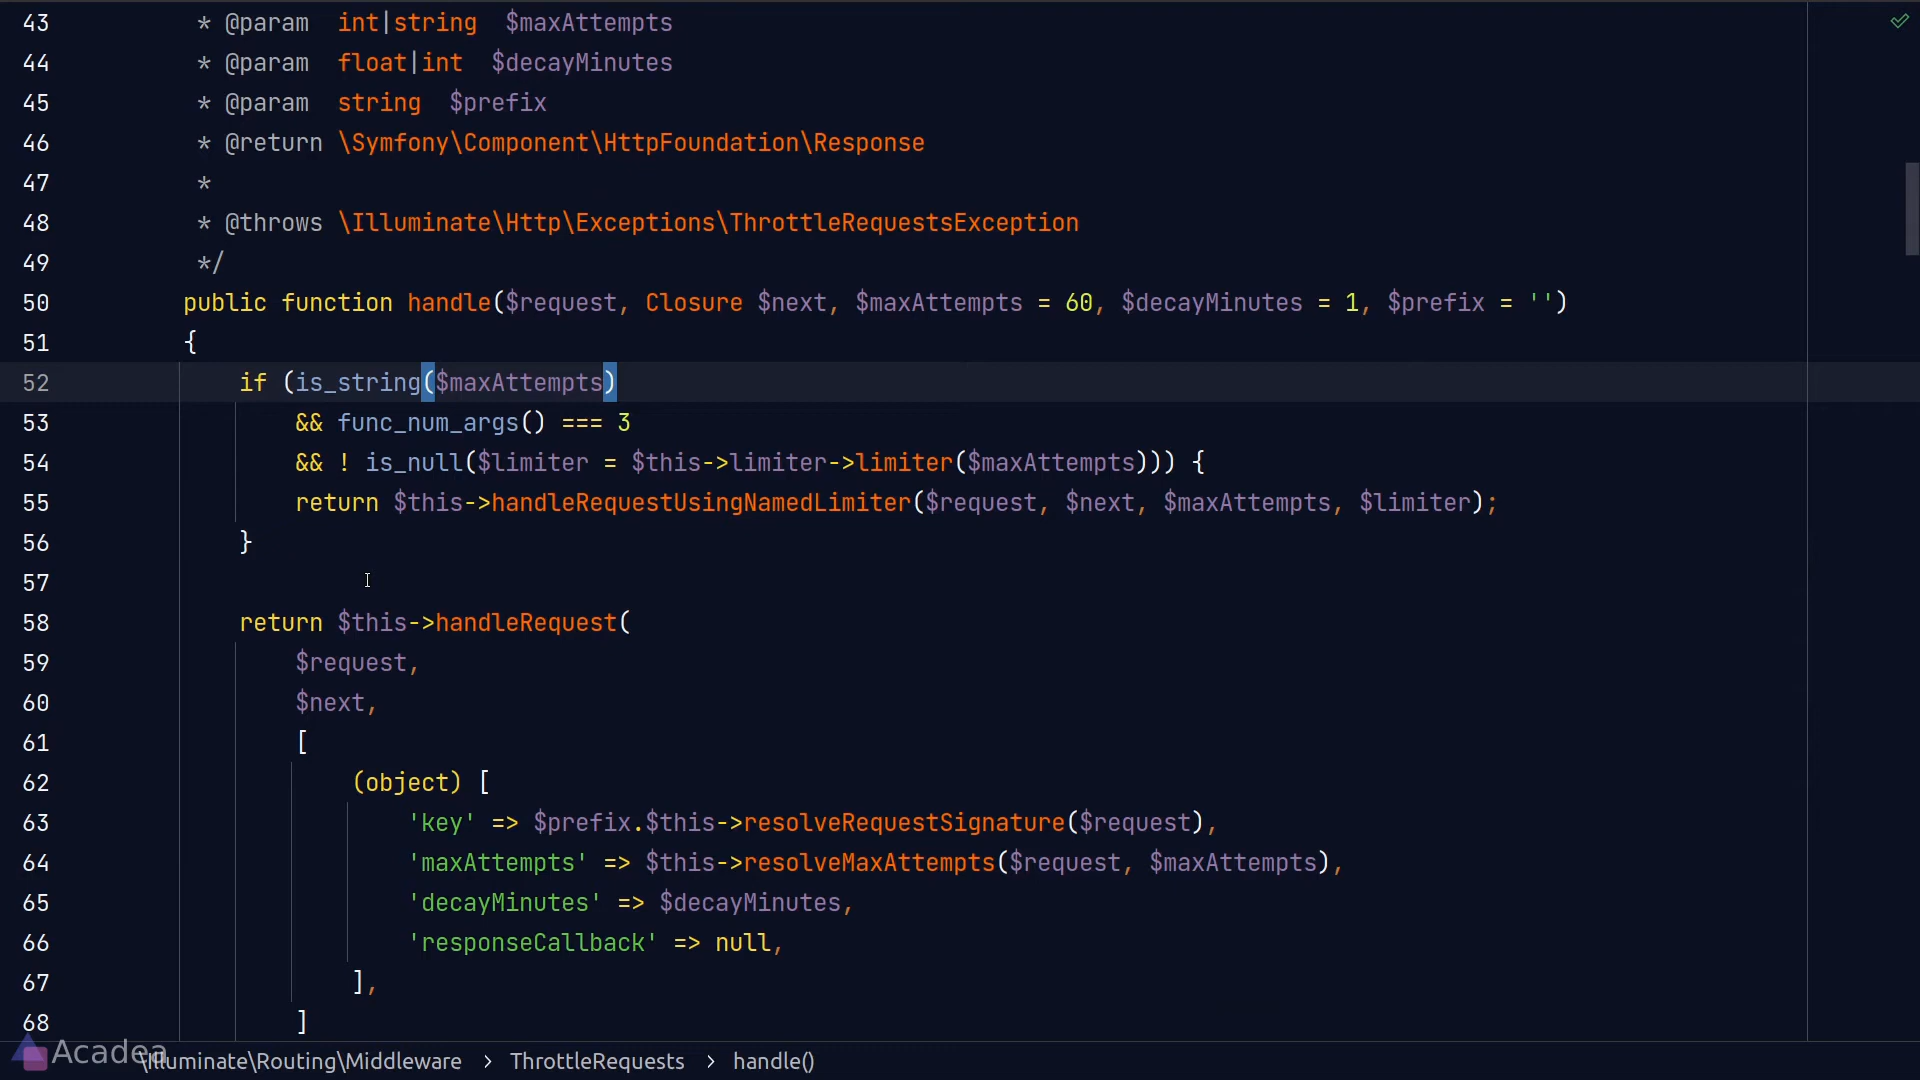 43 * @param int|string $maxAttempts
44 * @param float|int $decayMinutes
45 * @param string $prefix
46 * @return \Symfony\Component\HttpFoundation\Response
47 *
48 * @throws \Illuminate\Http\Exceptions\ThrottleRequestsException
49 */
50 public function handle($request, Closure $next, $maxAttempts = 60, $decayMinutes = 1, $prefix = '')
51 {
52 if (is_string($maxAttempts)
53 && func_num_args() === 3
54 && ! is_null($limiter = $this->limiter->limiter($maxAttempts))) {
55 return $this->handleRequestUsingNamedLimiter($request, $next, $maxAttempts, $limiter);
56 }
57
58 return $this->handleRequest(
59 $request,
60 $next,
61 [
62 (object) [
63 'key' => $prefix.$this->resolveRequestSignature($request),
64 'maxAttempts' => $this->resolveMaxAttempts($request, $maxAttempts),
65 'decayMinutes' => $decayMinutes,
66 'responseCallback' => null,
67 ],
68 ]
Acadea
\Illuminate\Routing\Middleware > ThrottleRequests > handle()